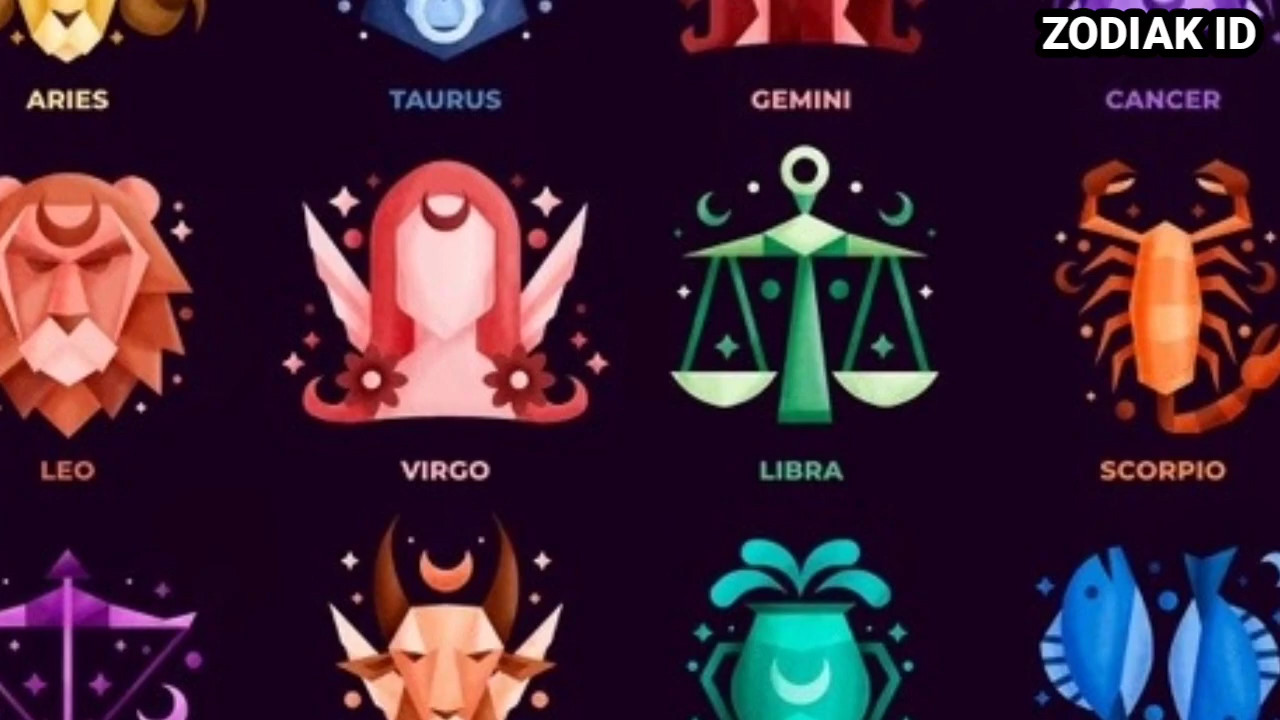 ZODIAK ID
ARIES
TAURUS
GEMINI
CANCER
LEO
VIRGO
LIBRA
SCORPIO